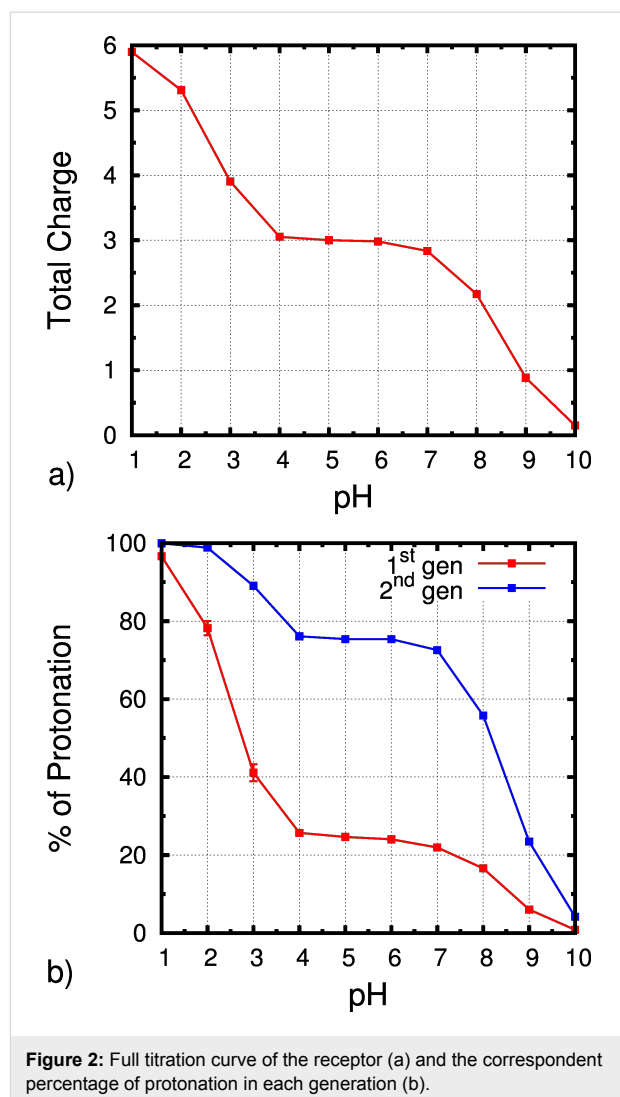 6
5
4
3
2
1
0
Total Charge
1 2 3 4 5 6 7 8 9 10
a)
pH
100
80
60
40
20
0
% of Protonation
1st gen
2nd gen
1 2 3 4 5 6 7 8 9 10
b)
pH
Figure 2: Full titration curve of the receptor (a) and the correspondent
percentage of protonation in each generation (b).